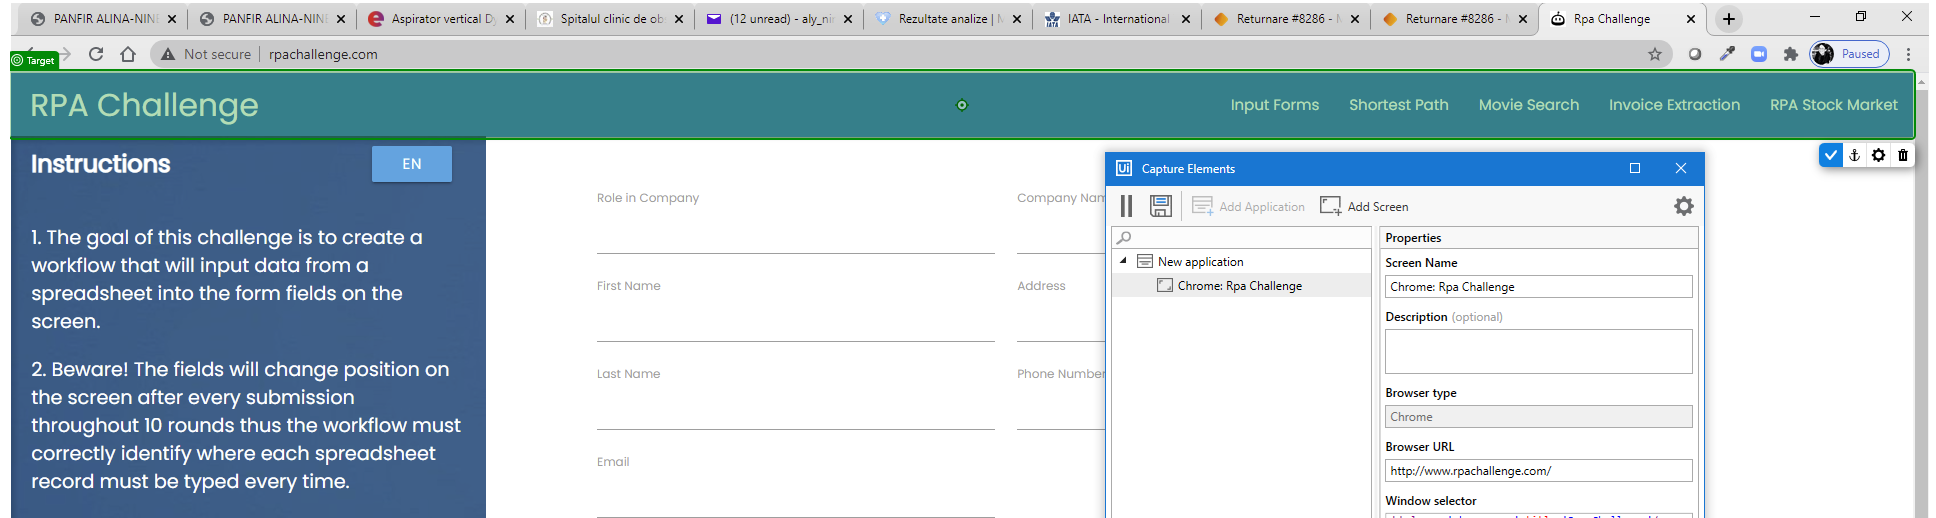 PANFIR ALINA-NINE
PANFIR ALINA-NINE
Aspirator vertical Dy
Spitalul clinic de obs
(12 unread) - aly_nin
Rezultate analize | M
IATA - International
Returnare #8286 - M
Returnare #8286 - M
Rpa Challenge
Not secure
rpachallenge.com
Paused
Target
RPA Challenge
Input Forms
Shortest Path
Movie Search
Invoice Extraction
RPA Stock Market
Instructions
EN
1. The goal of this challenge is to create a
workflow that will input data from a
spreadsheet into the form fields on the
screen.
2. Beware! The fields will change position on
the screen after every submission
throughout 10 rounds thus the workflow must
correctly identify where each spreadsheet
record must be typed every time.
Role in Company
Company Nam
First Name
Address
Last Name
Phone Number
Email
Ui Capture Elements
Add Application
Add Screen
New application
Chrome: Rpa Challenge
Properties
Screen Name
Chrome: Rpa Challenge
Description (optional)
Browser type
Chrome
Browser URL
http://www.rpachallenge.com/
Window selector